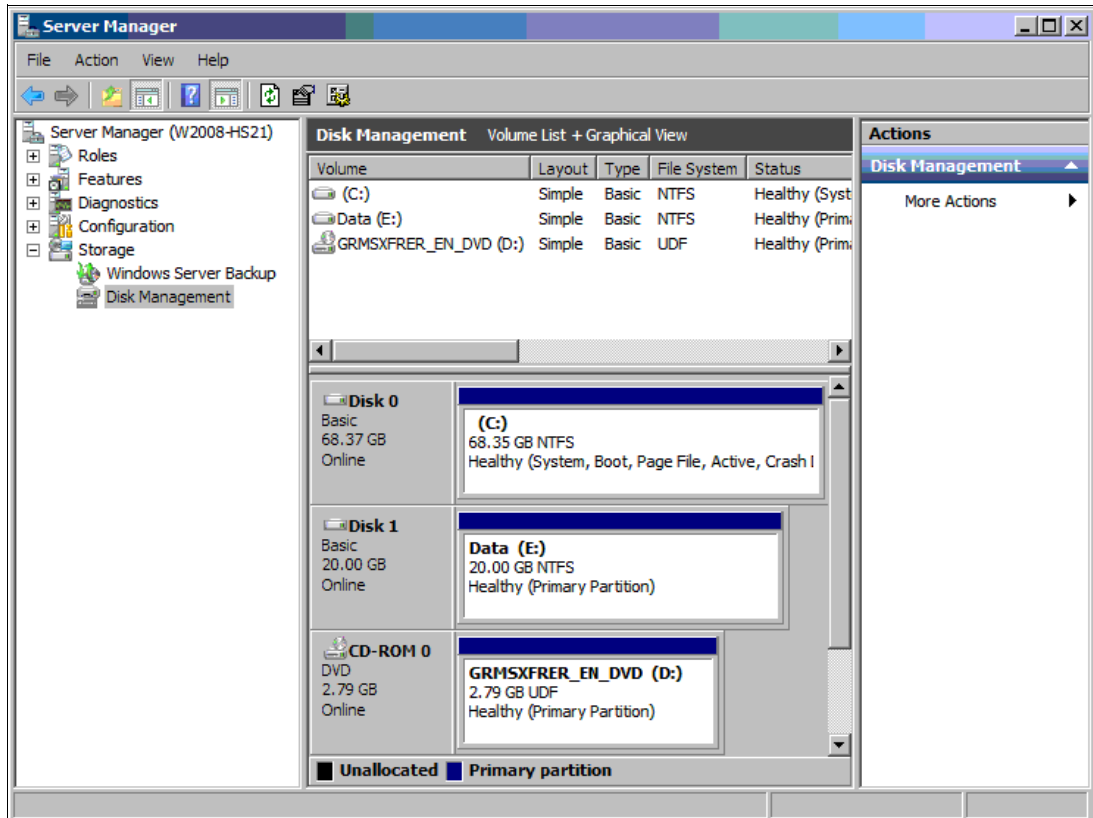 Server Manager
File Action View Help
Server Manager (W2008-HS21)
Roles
Features
Diagnostics
Configuration
Storage
Windows Server Backup
Disk Management
Disk Management Volume List + Graphical View
Volume Layout Type File System Status
(C:) Simple Basic NTFS Healthy (Syst
Data (E:) Simple Basic NTFS Healthy (Prima
GRMSXFRER_EN_DVD (D:) Simple Basic UDF Healthy (Prima
Disk 0
Basic
68.37 GB
Online
(C:)
68.35 GB NTFS
Healthy (System, Boot, Page File, Active, Crash
Disk 1
Basic
20.00 GB
Online
Data (E:)
20.00 GB NTFS
Healthy (Primary Partition)
CD-ROM 0
DVD
2.79 GB
Online
GRMSXFRER_EN_DVD (D:)
2.79 GB UDF
Healthy (Primary Partition)
Unallocated Primary partition
Actions
Disk Management
More Actions